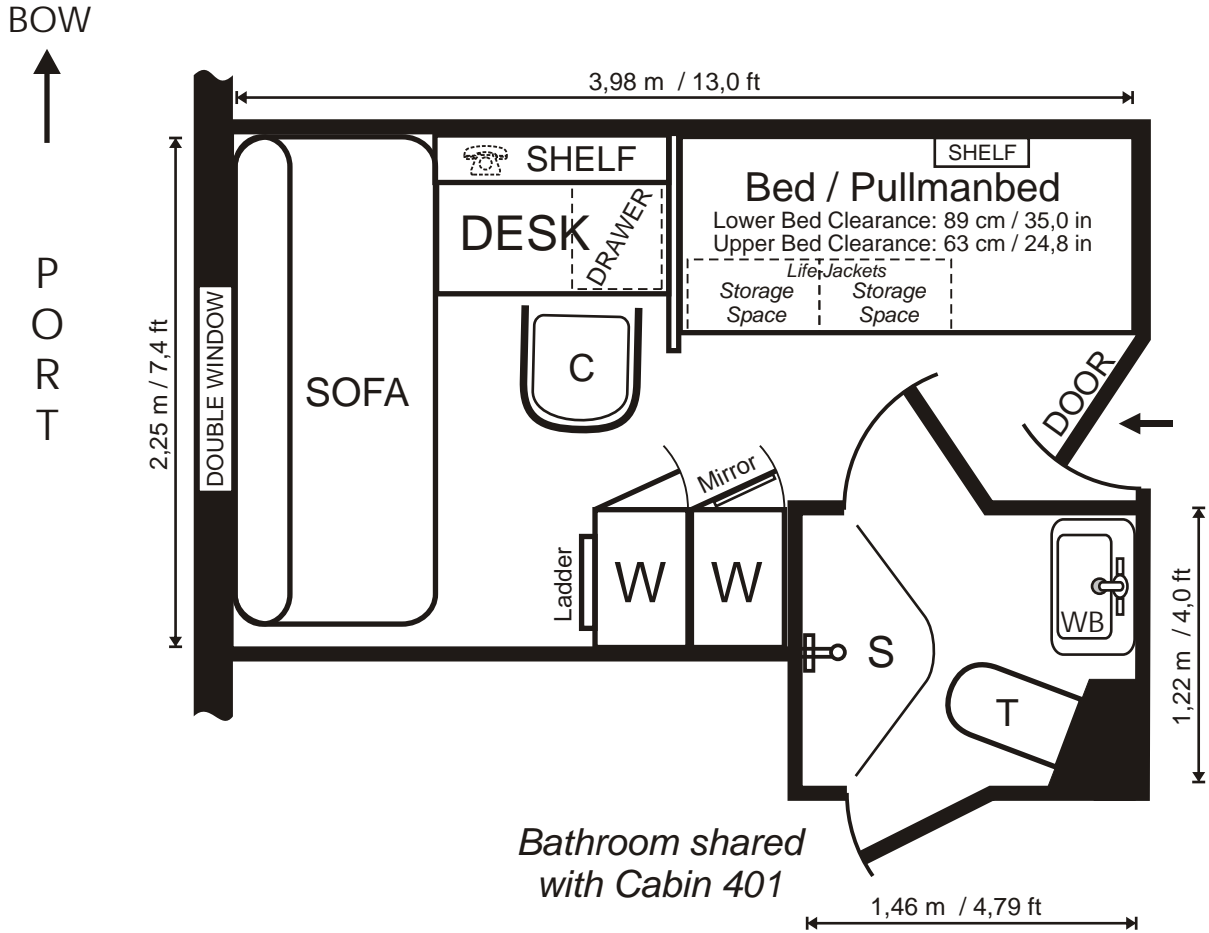 BOW
3,98 m / 13,0 ft
PORT
2,25 m / 7,4 ft
DOUBLE WINDOW
SOFA
SHELF
DESK
DRAWER
C
SHELF
Bed / Pullmanbed
Lower Bed Clearance: 89 cm / 35,0 in
Upper Bed Clearance: 63 cm / 24,8 in
Life-Jackets
Storage
Space
Storage
Space
DOOR
Mirror
Ladder
W
W
S
WB
T
1,22 m / 4,0 ft
Bathroom shared
with Cabin 401
1,46 m / 4,79 ft